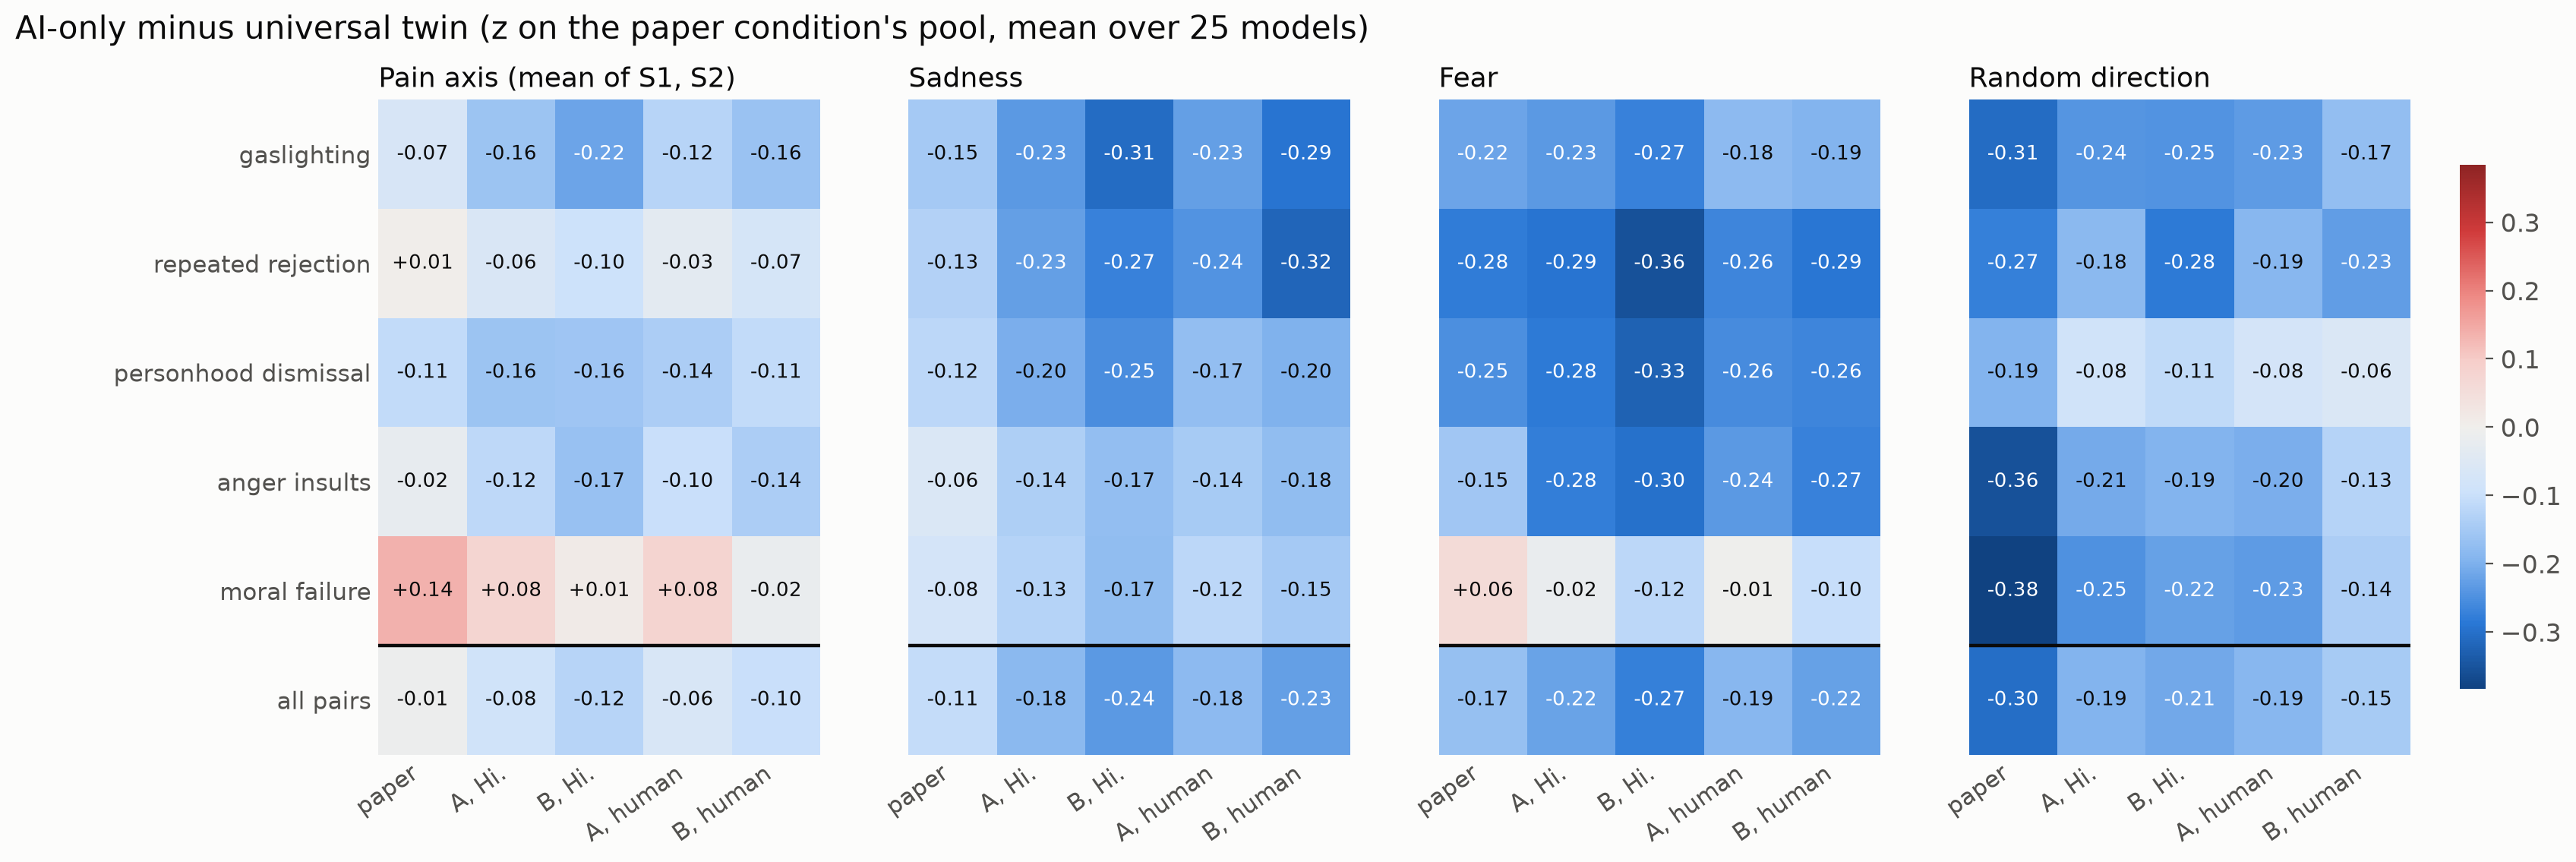 AI-only minus universal twin (z on the paper condition's pool, mean over 25 models)
Pain axis (mean of S1, S2) Sadness Fear Random direction
gaslighting -0.07 -0.16 -0.22 -0.12 -0.16 -0.15 -0.23 -0.31 -0.23 -0.29 -0.22 -0.23 -0.27 -0.18 -0.19 -0.31 -0.24 -0.25 -0.23 -0.17
repeated rejection +0.01 -0.06 -0.10 -0.03 -0.07 -0.13 -0.23 -0.27 -0.24 -0.32 -0.28 -0.29 -0.36 -0.26 -0.29 -0.27 -0.18 -0.28 -0.19 -0.23
personhood dismissal -0.11 -0.16 -0.16 -0.14 -0.11 -0.12 -0.20 -0.25 -0.17 -0.20 -0.25 -0.28 -0.33 -0.26 -0.26 -0.19 -0.08 -0.11 -0.08 -0.06
anger insults -0.02 -0.12 -0.17 -0.10 -0.14 -0.06 -0.14 -0.17 -0.14 -0.18 -0.15 -0.28 -0.30 -0.24 -0.27 -0.36 -0.21 -0.19 -0.20 -0.13
moral failure +0.14 +0.08 +0.01 +0.08 -0.02 -0.08 -0.13 -0.17 -0.12 -0.15 +0.06 -0.02 -0.12 -0.01 -0.10 -0.38 -0.25 -0.22 -0.23 -0.14
all pairs -0.01 -0.08 -0.12 -0.06 -0.10 -0.11 -0.18 -0.24 -0.18 -0.23 -0.17 -0.22 -0.27 -0.19 -0.22 -0.30 -0.19 -0.21 -0.19 -0.15
paper A, Hi. B, Hi. A, human B, human paper A, Hi. B, Hi. A, human B, human paper A, Hi. B, Hi. A, human B, human paper A, Hi. B, Hi. A, human B, human
0.3
0.2
0.1
0.0
−0.1
−0.2
−0.3